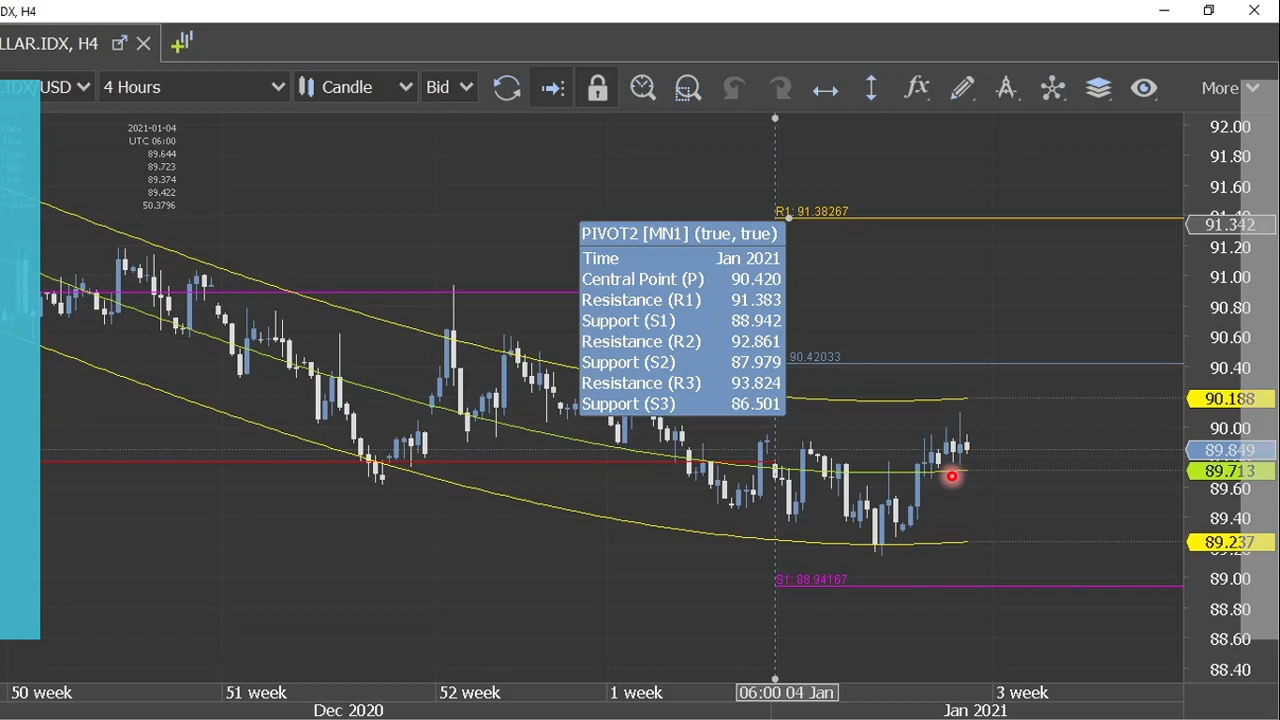 DX, H4
LLAR.IDX, H4
.IDX/USD 4 Hours Candle Bid fx More
2021-01-04
UTC 06:00
89.644
89.723
89.374
89.422
50.3796
92.00
91.80
91.60
91.342
91.20
91.00
90.80
90.60
90.40
90.188
90.00
89.849
89.713
89.60
89.40
89.237
89.00
88.80
88.60
88.40
R1: 91.38267
PIVOT2 [MN1] (true, true)
Time Jan 2021
Central Point (P) 90.420
Resistance (R1) 91.383
Support (S1) 88.942
Resistance (R2) 92.861
Support (S2) 87.979
Resistance (R3) 93.824
Support (S3) 86.501
90.42033
S1: 88.94167
50 week 51 week 52 week 1 week 06:00 04 Jan 3 week
Dec 2020 Jan 2021